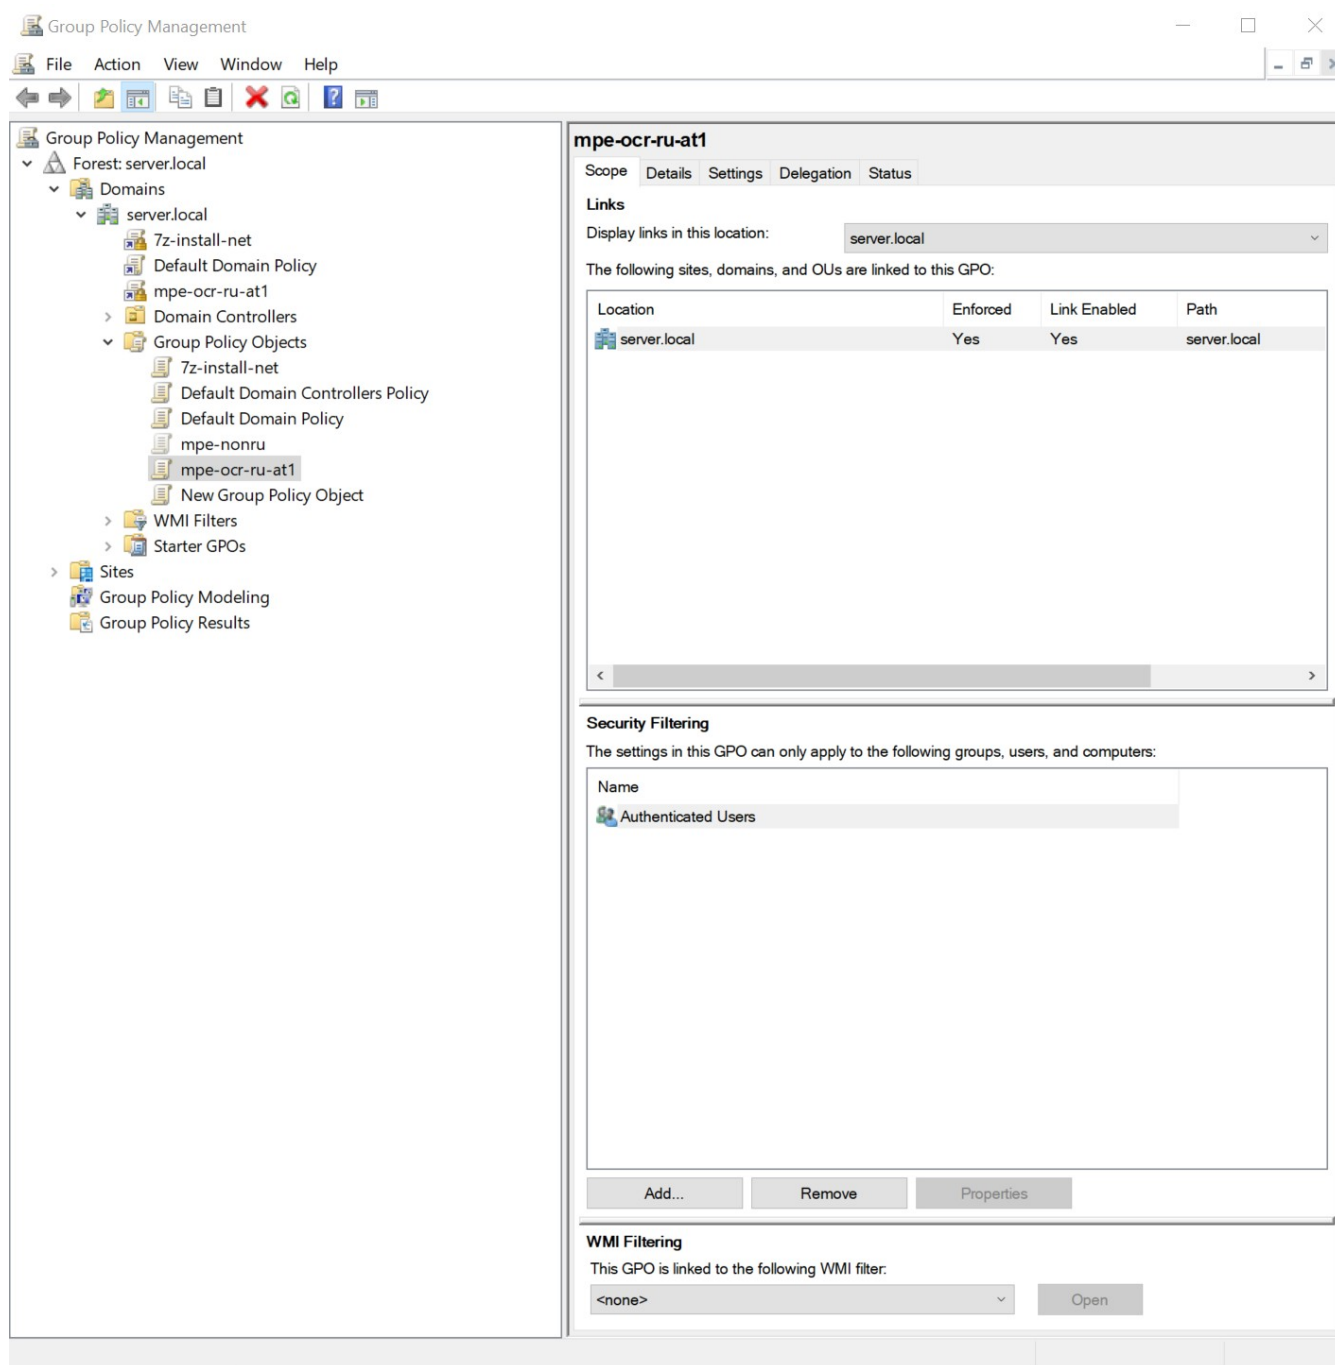 Group Policy Management
File Action View Window Help
Group Policy Management
Forest: server.local
Domains
server.local
7z-install-net
Default Domain Policy
mpe-ocr-ru-at1
Domain Controllers
Group Policy Objects
7z-install-net
Default Domain Controllers Policy
Default Domain Policy
mpe-nonru
mpe-ocr-ru-at1
New Group Policy Object
WMI Filters
Starter GPOs
Sites
Group Policy Modeling
Group Policy Results
mpe-ocr-ru-at1
Scope Details Settings Delegation Status
Links
Display links in this location: server.local
The following sites, domains, and OUs are linked to this GPO:
Location Enforced Link Enabled Path
server.local Yes Yes server.local
Security Filtering
The settings in this GPO can only apply to the following groups, users, and computers:
Name
Authenticated Users
Add... Remove Properties
WMI Filtering
This GPO is linked to the following WMI filter:
<none> Open